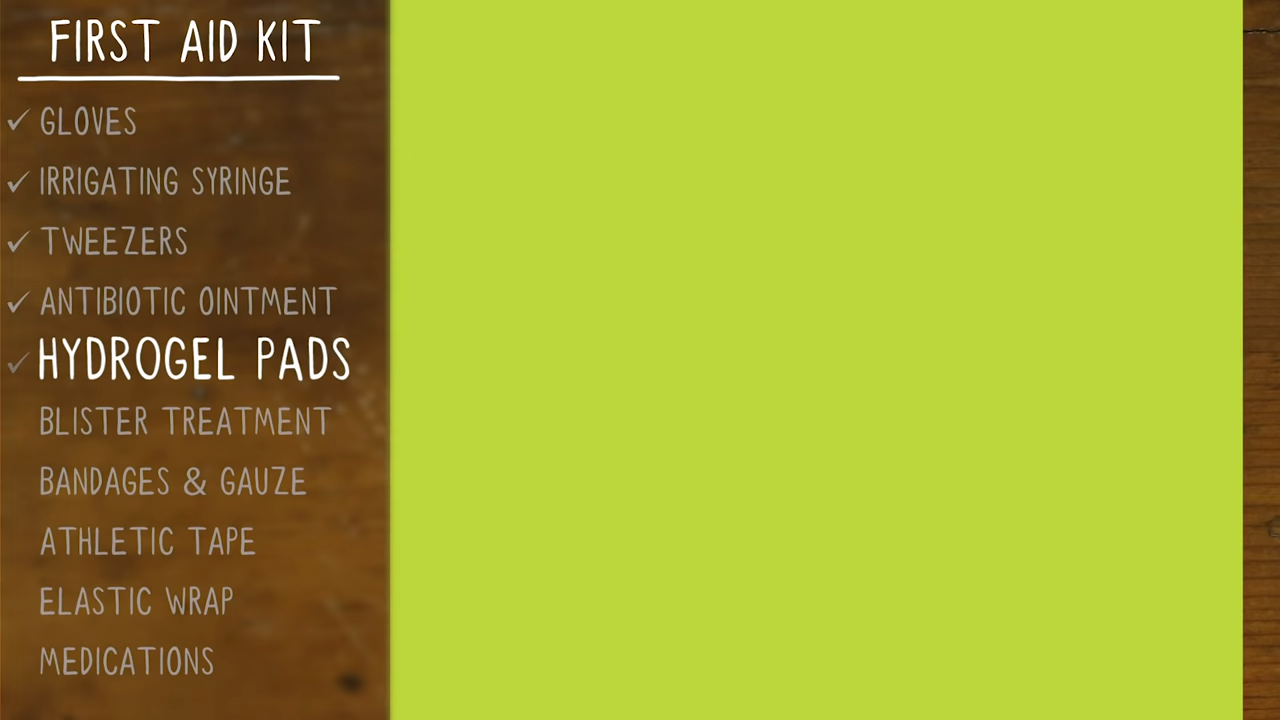 FIRST AID KIT
✓ GLOVES
✓ IRRIGATING SYRINGE
✓ TWEEZERS
✓ ANTIBIOTIC OINTMENT
✓ HYDROGEL PADS
BLISTER TREATMENT
BANDAGES & GAUZE
ATHLETIC TAPE
ELASTIC WRAP
MEDICATIONS